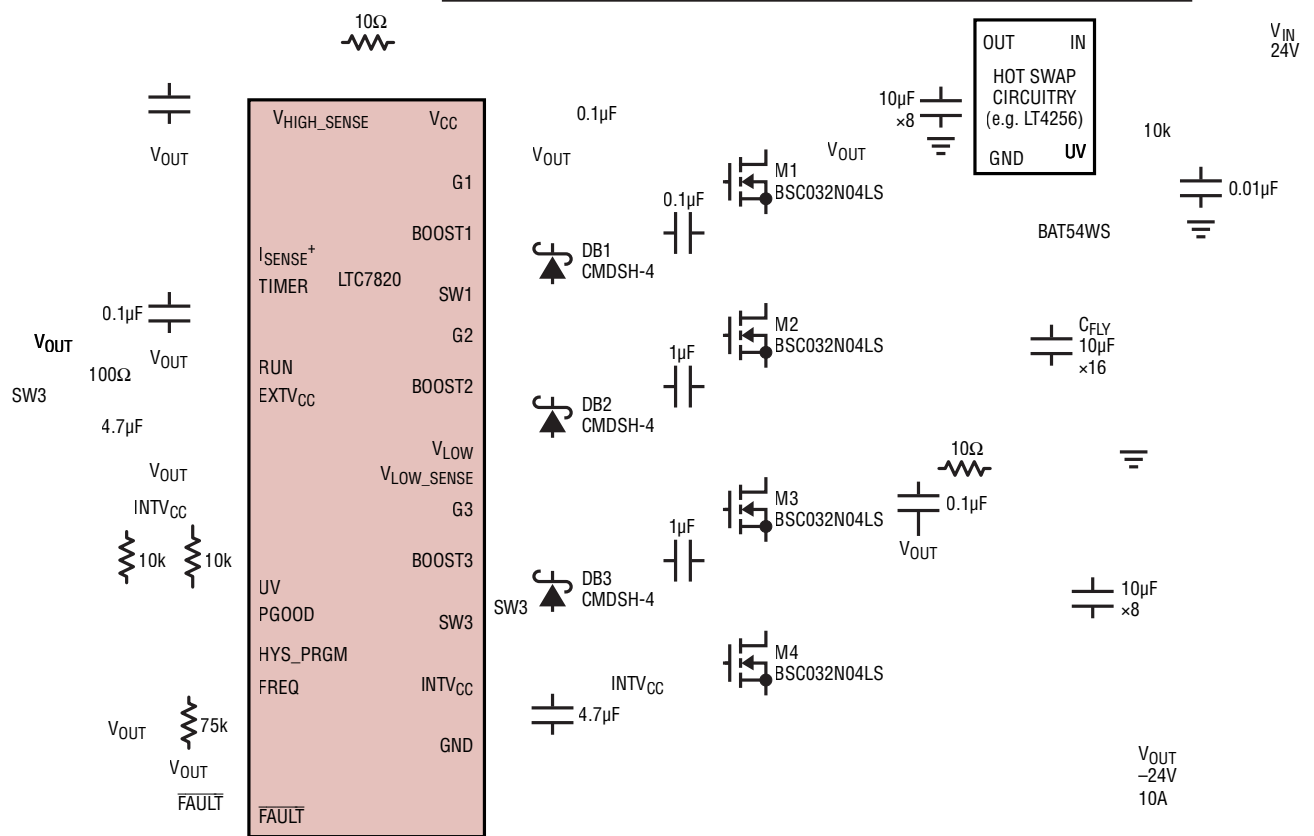 10Ω
OUT IN
HOT SWAP
CIRCUITRY
(e.g. LT4256)
GND UV
V_IN
24V
10µF
×8
10k
0.01µF
BAT54WS
V_OUT
V_HIGH_SENSE V_CC
G1
BOOST1
I_SENSE+
TIMER
LTC7820
SW1
G2
RUN
EXTV_CC
BOOST2
V_LOW
V_LOW_SENSE
G3
BOOST3
UV
PGOOD
SW3
HYS_PRGM
FREQ
INTV_CC
GND
FAULT
0.1µF
V_OUT
V_OUT
0.1µF
V_OUT
V_OUT
100Ω
SW3
4.7µF
V_OUT
INTV_CC
10k
10k
75k
V_OUT
V_OUT
FAULT
0.1µF
V_OUT
M1
BSC032N04LS
DB1
CMDSH-4
1µF
M2
BSC032N04LS
DB2
CMDSH-4
1µF
M3
BSC032N04LS
DB3
CMDSH-4
SW3
M4
BSC032N04LS
INTV_CC
4.7µF
C_FLY
10µF
×16
10Ω
0.1µF
V_OUT
10µF
×8
V_OUT
–24V
10A